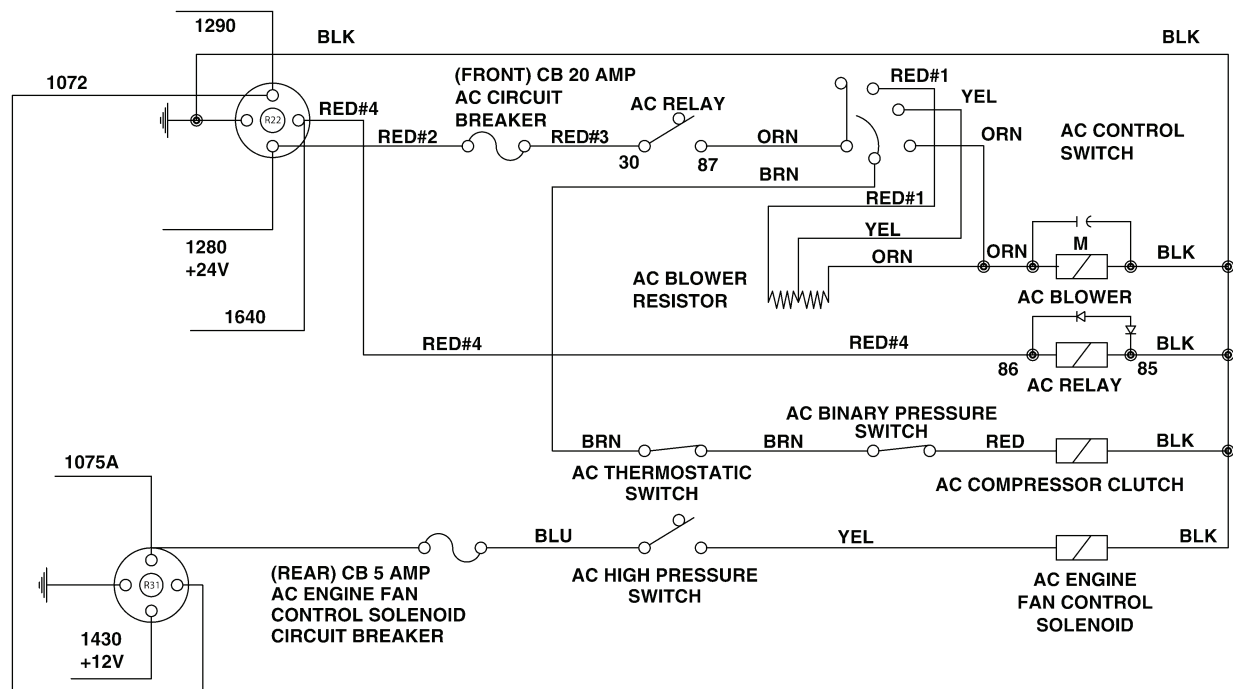 1290
BLK
BLK
1072
(FRONT) CB 20 AMP
AC CIRCUIT
BREAKER
AC RELAY
RED#1
YEL
R22
RED#4
RED#2
RED#3
30
87
ORN
ORN
AC CONTROL
SWITCH
BRN
RED#1
YEL
1280
+24V
AC BLOWER
RESISTOR
ORN
ORN
M
BLK
AC BLOWER
1640
RED#4
RED#4
86
85
BLK
AC RELAY
BRN
AC THERMOSTATIC
SWITCH
BRN
AC BINARY PRESSURE
SWITCH
RED
BLK
AC COMPRESSOR CLUTCH
1075A
R31
(REAR) CB 5 AMP
AC ENGINE FAN
CONTROL SOLENOID
CIRCUIT BREAKER
BLU
AC HIGH PRESSURE
SWITCH
YEL
BLK
AC ENGINE
FAN CONTROL
SOLENOID
1430
+12V